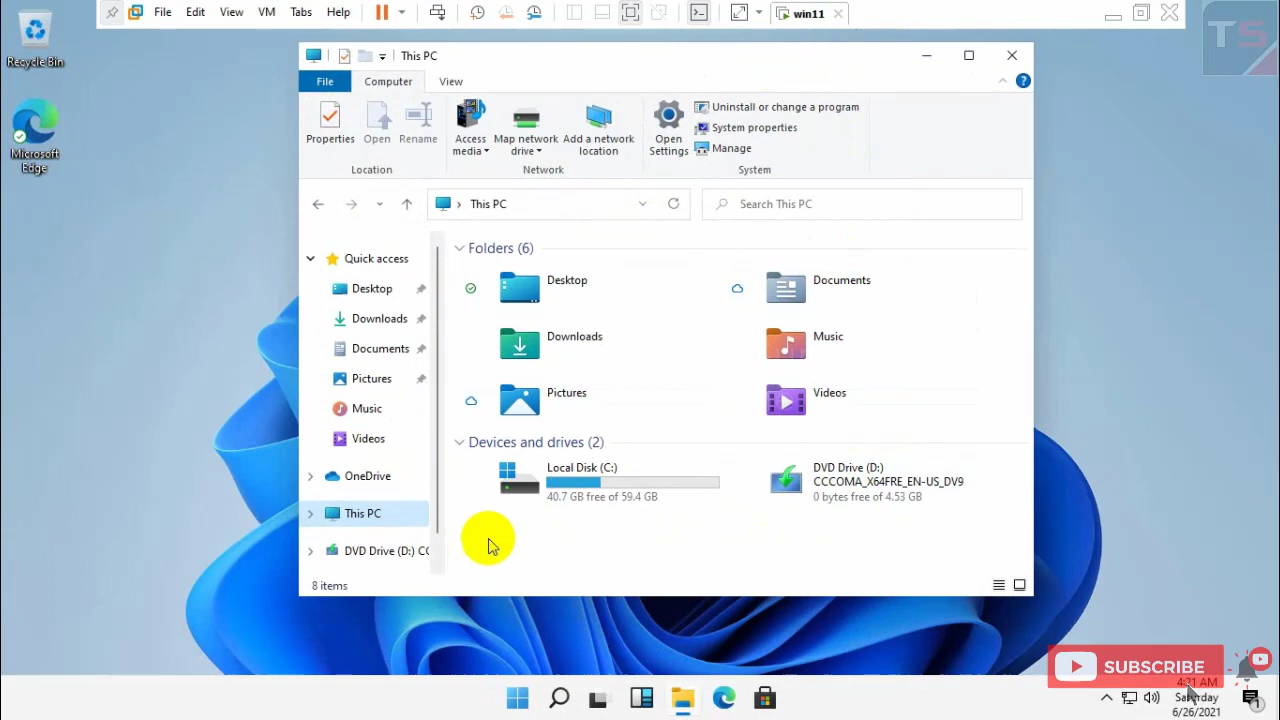 File Edit View VM Tabs Help
win11
TS
Recycle Bin
Microsoft
Edge
This PC
File Computer View
Properties Open Rename
Access
media
Map network
drive
Add a network
location
Open
Settings
Uninstall or change a program
System properties
Manage
Location Network System
This PC
Search This PC
Quick access
Desktop
Downloads
Documents
Pictures
Music
Videos
OneDrive
This PC
DVD Drive (D:) CC
Folders (6)
Desktop
Documents
Downloads
Music
Pictures
Videos
Devices and drives (2)
Local Disk (C:)
40.7 GB free of 59.4 GB
DVD Drive (D:)
CCCOMA_X64FRE_EN-US_DV9
0 bytes free of 4.53 GB
8 items
SUBSCRIBE
4:21 AM
Saturday
6/26/2021
1